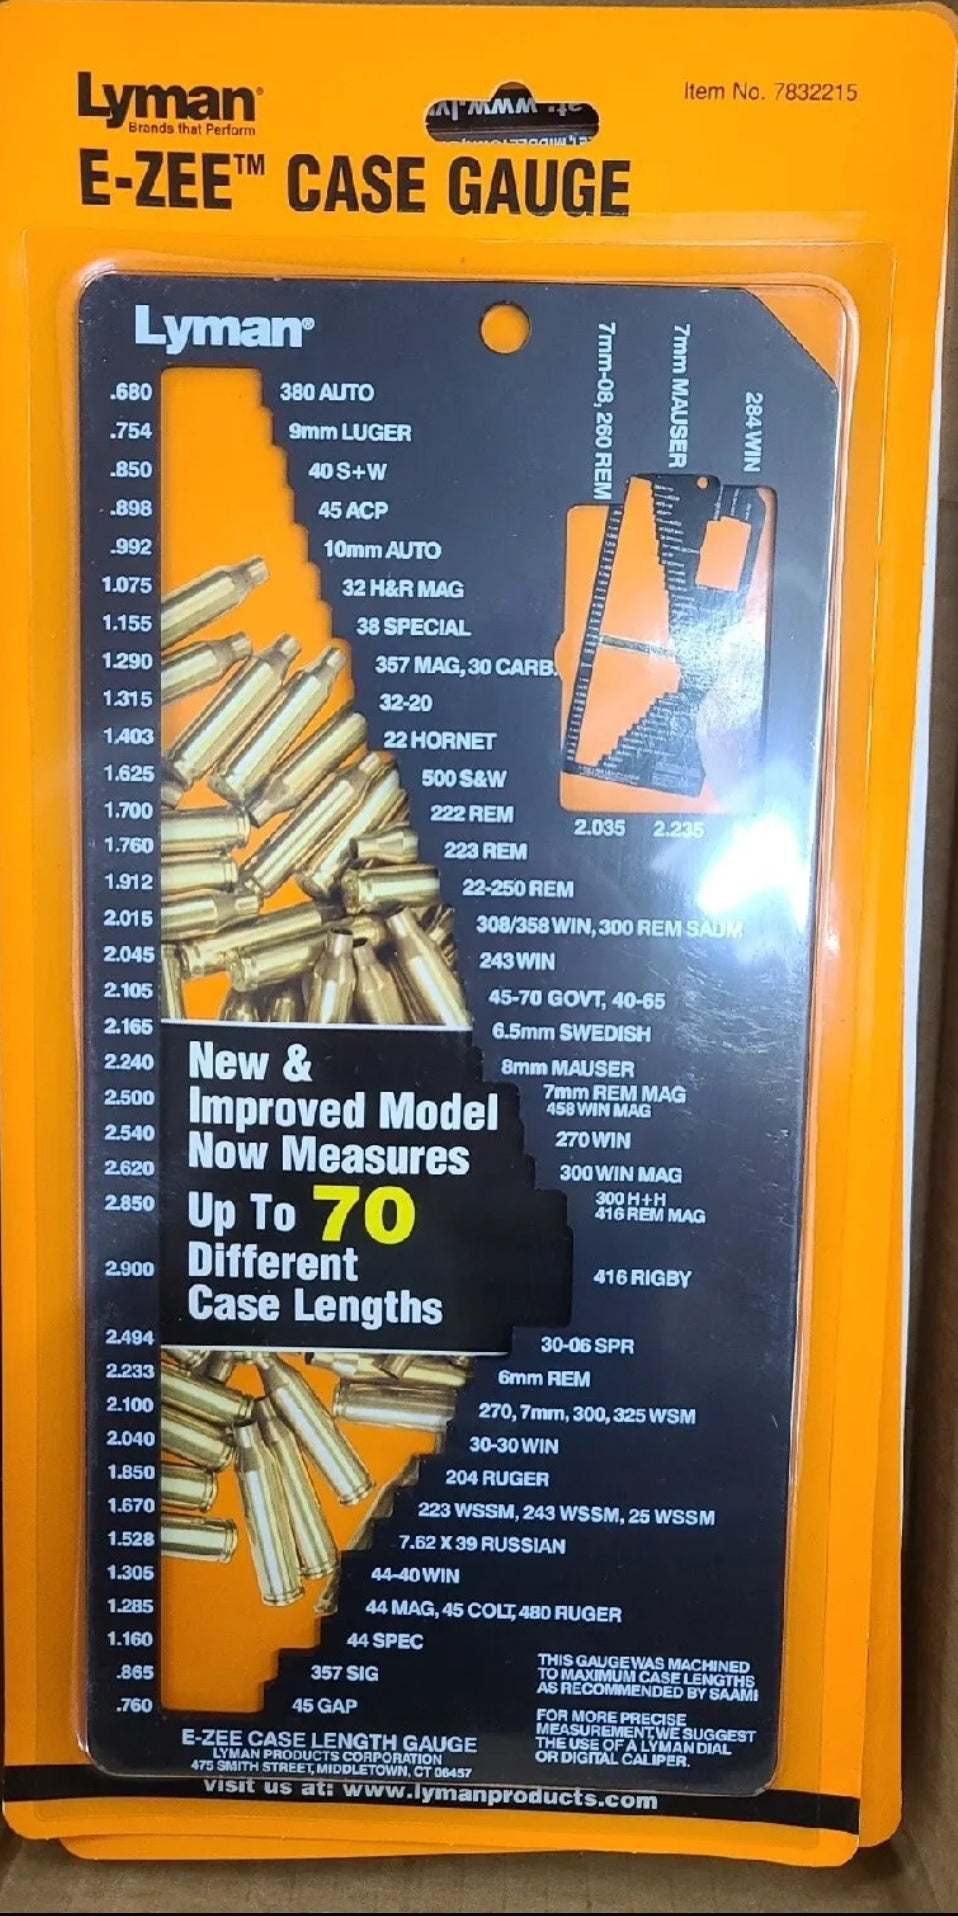 Lyman®
Brands that Perform
Item No. 7832215
E-ZEE™ CASE GAUGE
Lyman®
7mm-08, 260 REM
7mm MAUSER
284 WIN
.680 380 AUTO
.754 9mm LUGER
.850 40 S+W
.898 45 ACP
.992 10mm AUTO
1.075 32 H&R MAG
1.155 38 SPECIAL
1.290 357 MAG, 30 CARB.
1.315 32-20
1.403 22 HORNET
1.625 500 S&W
1.700 222 REM
2.035 2.235
1.760 223 REM
1.912 22-250 REM
2.015 308/358 WIN, 300 REM SAUM
2.045 243 WIN
2.105 45-70 GOVT, 40-65
2.165 6.5mm SWEDISH
2.240 8mm MAUSER
2.500 7mm REM MAG
458 WIN MAG
2.540 270 WIN
2.620 300 WIN MAG
2.850 300 H+H
416 REM MAG
2.900 416 RIGBY
New &
Improved Model
Now Measures
Up To 70
Different
Case Lengths
2.494 30-06 SPR
2.233 6mm REM
2.100 270, 7mm, 300, 325 WSM
2.040 30-30 WIN
1.850 204 RUGER
1.670 223 WSSM, 243 WSSM, 25 WSSM
1.528 7.62 X 39 RUSSIAN
1.305 44-40 WIN
1.285 44 MAG, 45 COLT, 480 RUGER
1.160 44 SPEC
.865 357 SIG
.760 45 GAP
THIS GAUGE WAS MACHINED
TO MAXIMUM CASE LENGTHS
AS RECOMMENDED BY SAAMI
FOR MORE PRECISE
MEASUREMENT, WE SUGGEST
THE USE OF A LYMAN DIAL
OR DIGITAL CALIPER.
E-ZEE CASE LENGTH GAUGE
LYMAN PRODUCTS CORPORATION
475 SMITH STREET, MIDDLETOWN, CT 06457
visit us at: www.lymanproducts.com